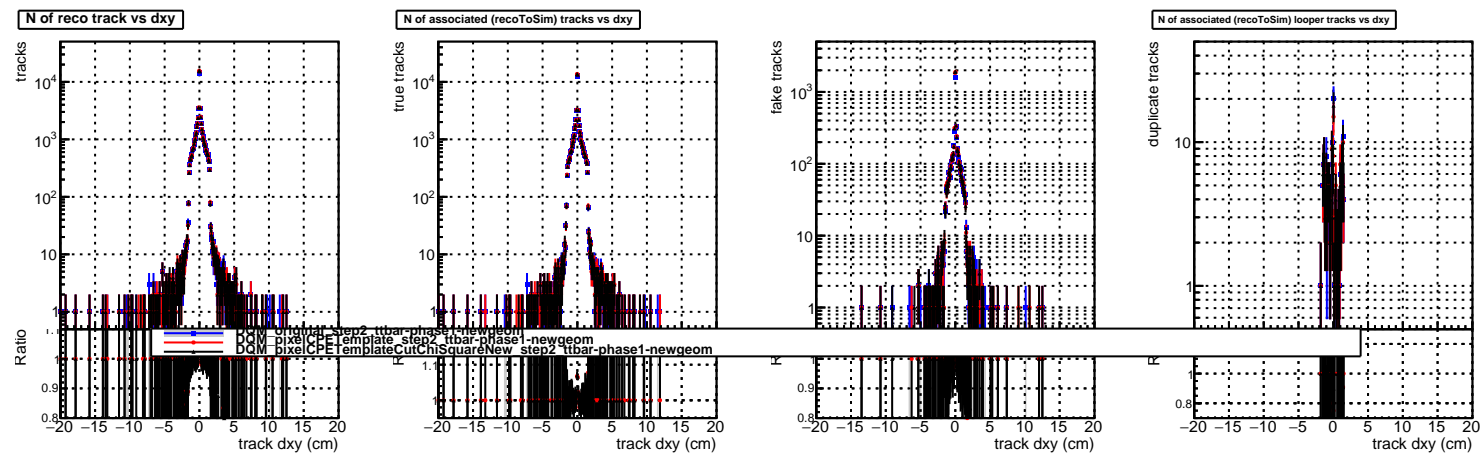 N of reco track vs dxy
N of associated (recoToSim) tracks vs dxy
N of associated (recoToSim) looper tracks vs dxy
tracks
10⁴
10³
10²
10
1
Ratio
1
0.9
0.8
−20 −15 −10 −5 0 5 10 15 20
track dxy (cm)
true tracks
10⁴
10³
10²
10
1
1.1
1
−20 −15 −10 −5 0 5 10 15 20
track dxy (cm)
fake tracks
10³
10²
10
1
1
0.9
0.8
−20 −15 −10 −5 0 5 10 15 20
track dxy (cm)
duplicate tracks
10
1
1
0.8
−20 −15 −10 −5 0 5 10 15 20
track dxy (cm)
DQM_original_step2_ttbar-phase1-newgeom
DQM_pixelCPETemplate_step2_ttbar-phase1-newgeom
DQM_pixelCPETemplateCutChiSquareNew_step2_ttbar-phase1-newgeom